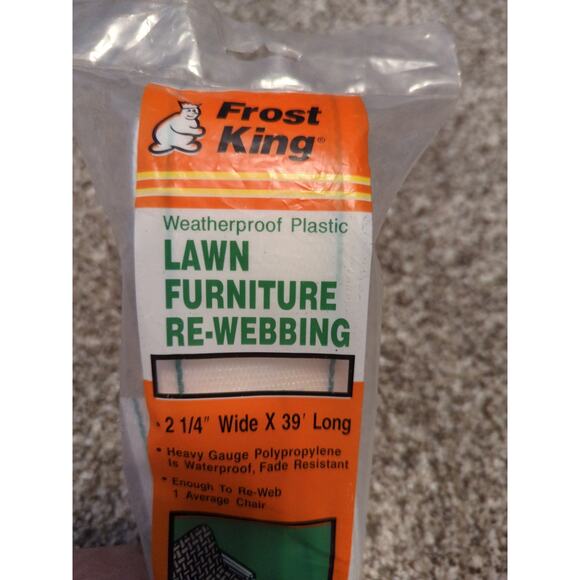 Frost
King®
Weatherproof Plastic
LAWN
FURNITURE
RE-WEBBING
• 2 1/4" Wide X 39' Long
• Heavy Gauge Polypropylene
Is Waterproof, Fade Resistant
• Enough To Re-Web
1 Average Chair